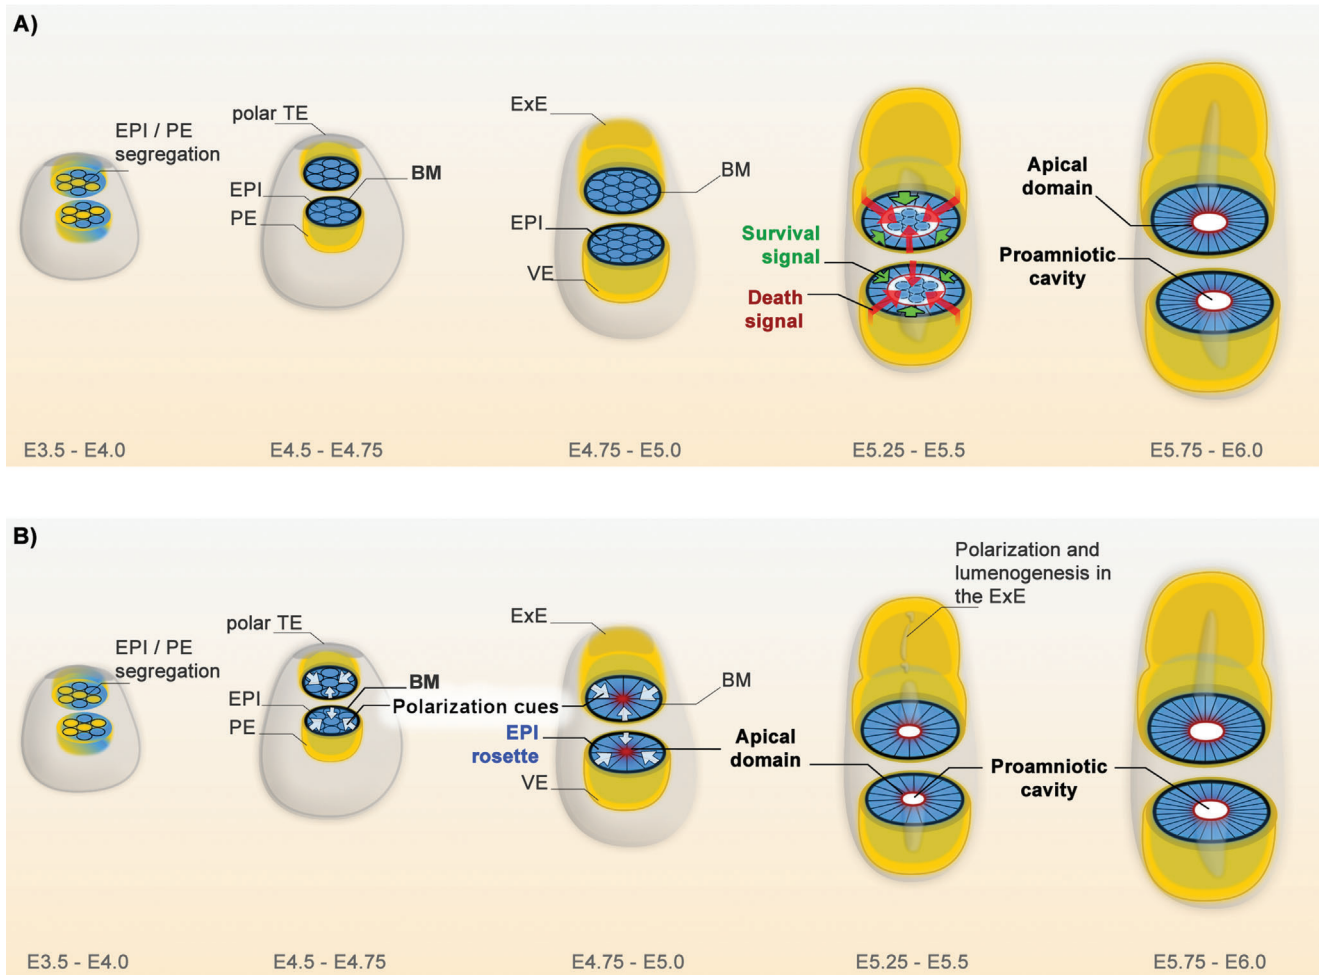 A)
EPI / PE
segregation
polar TE
EPI
PE
BM
ExE
BM
EPI
VE
Survival
signal
Death
signal
Apical
domain
Proamniotic
cavity
E3.5 - E4.0
E4.5 - E4.75
E4.75 - E5.0
E5.25 - E5.5
E5.75 - E6.0
B)
EPI / PE
segregation
polar TE
EPI
PE
BM
Polarization cues
ExE
BM
EPI
rosette
VE
Apical
domain
Polarization and
lumenogenesis in
the ExE
Proamniotic
cavity
E3.5 - E4.0
E4.5 - E4.75
E4.75 - E5.0
E5.25 - E5.5
E5.75 - E6.0